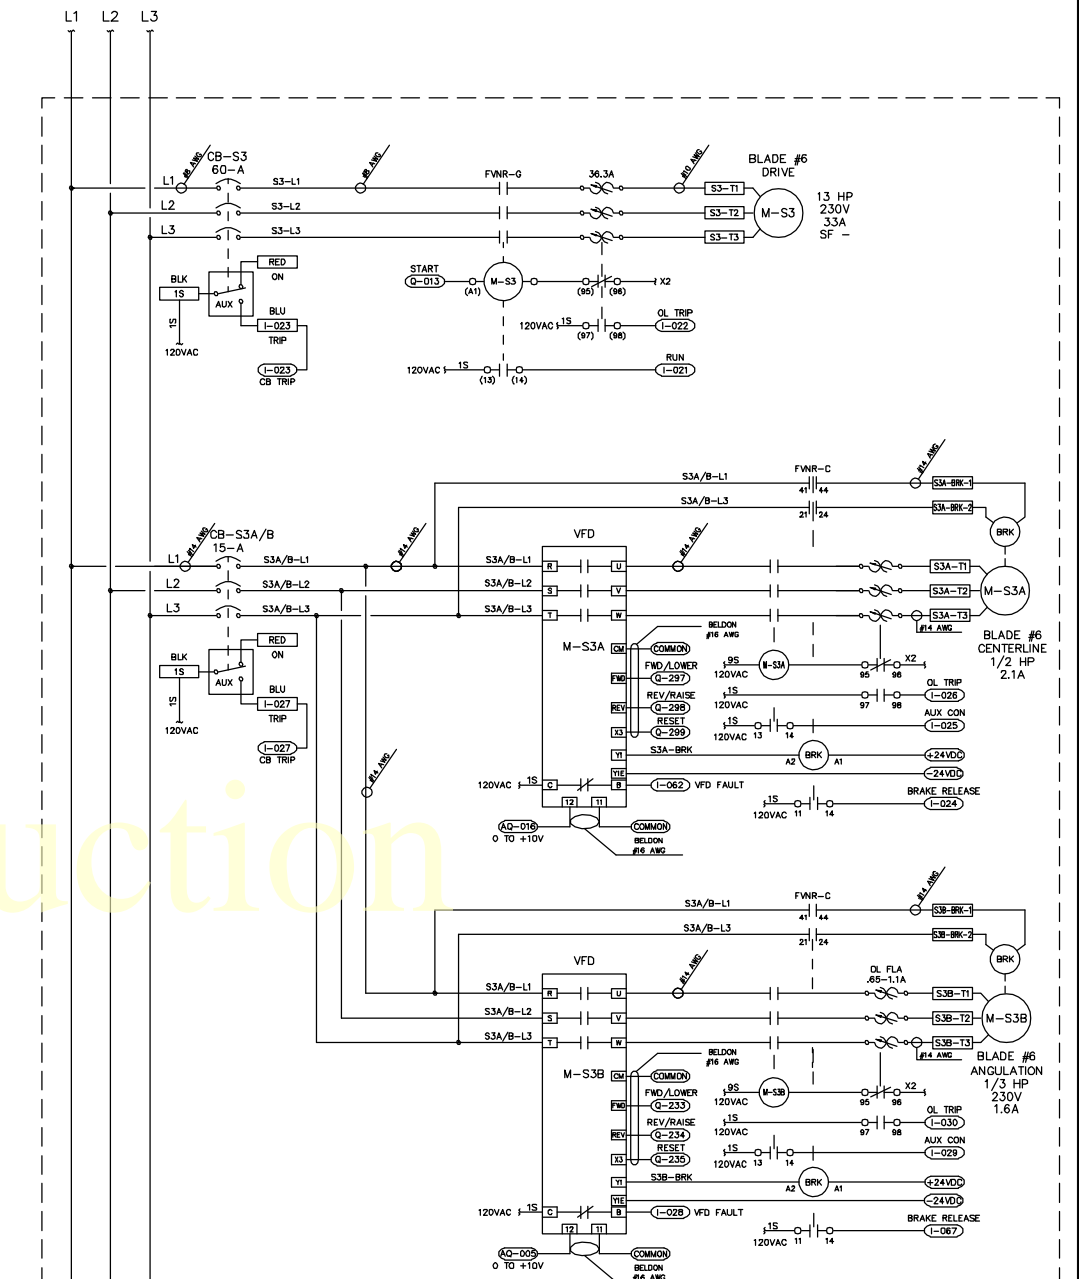 L1 L2 L3
#8 AWG
CB-S3
60-A
#8 AWG
#10 AWG
BLADE #6
DRIVE
L1 S3-L1 FVNR-G 36.3A S3-T1
L2 S3-L2 S3-T2 M-S3
L3 S3-L3 S3-T3
13 HP
230V
33A
SF -
RED
ON
BLK
1S
AUX
BLU
I-023
TRIP
1S
120VAC
I-023
CB TRIP
START
Q-013 (A1) M-S3 (95) (96) X2
OL TRIP
120VAC 1S (97) (98) I-022
RUN
120VAC 1S (13) (14) I-021
#14 AWG
S3A/B-L1 FVNR-C 41 44 S3A-BRK-1
S3A/B-L3 21 24 S3A-BRK-2
BRK
#14 AWG
CB-S3A/B
15-A
#14 AWG
VFD
#14 AWG
L1 S3A/B-L1 S3A/B-L1 R U S3A-T1
L2 S3A/B-L2 S3A/B-L2 S V S3A-T2 M-S3A
L3 S3A/B-L3 S3A/B-L3 T W S3A-T3
#14 AWG
BLADE #6
CENTERLINE
1/2 HP
2.1A
RED
ON
BLK
1S
AUX
BLU
I-027
TRIP
1S
120VAC
I-027
CB TRIP
#14 AWG
BELDON
#16 AWG
M-S3A CM COMMON
FWD/LOWER
FWD Q-297
REV/RAISE
REV Q-298
RESET
X3 Q-299
Y1 S3A-BRK
Y1E
120VAC 1S C B I-062 VFD FAULT
12 11
AQ-016 COMMON
0 TO +10V
BELDON
#16 AWG
9S M-S3A 95 96 X2
120VAC
OL TRIP
1S 97 98 I-026
120VAC
AUX CON
1S I-025
120VAC 13 14
A2 BRK A1 +24VDC
-24VDC
BRAKE RELEASE
1S I-024
120VAC 11 14
uction
#14 AWG
S3A/B-L1 FVNR-C 41 44 S3B-BRK-1
S3A/B-L3 21 24 S3B-BRK-2
BRK
VFD
#14 AWG
OL FLA
.65-1.1A
S3A/B-L1 R U S3B-T1
S3A/B-L2 S V S3B-T2 M-S3B
S3A/B-L3 T W S3B-T3
#14 AWG
BLADE #6
ANGULATION
1/3 HP
230V
1.6A
BELDON
#16 AWG
M-S3B CM COMMON
FWD/LOWER
FWD Q-233
REV/RAISE
REV Q-234
RESET
X3 Q-235
Y1 S3B-BRK
Y1E
120VAC 1S C B I-028 VFD FAULT
12 11
AQ-005 COMMON
0 TO +10V
BELDON
#16 AWG
9S M-S3B 95 96 X2
120VAC
OL TRIP
1S 97 98 I-030
120VAC
AUX CON
1S I-029
120VAC 13 14
A2 BRK A1 +24VDC
-24VDC
BRAKE RELEASE
1S I-067
120VAC 11 14